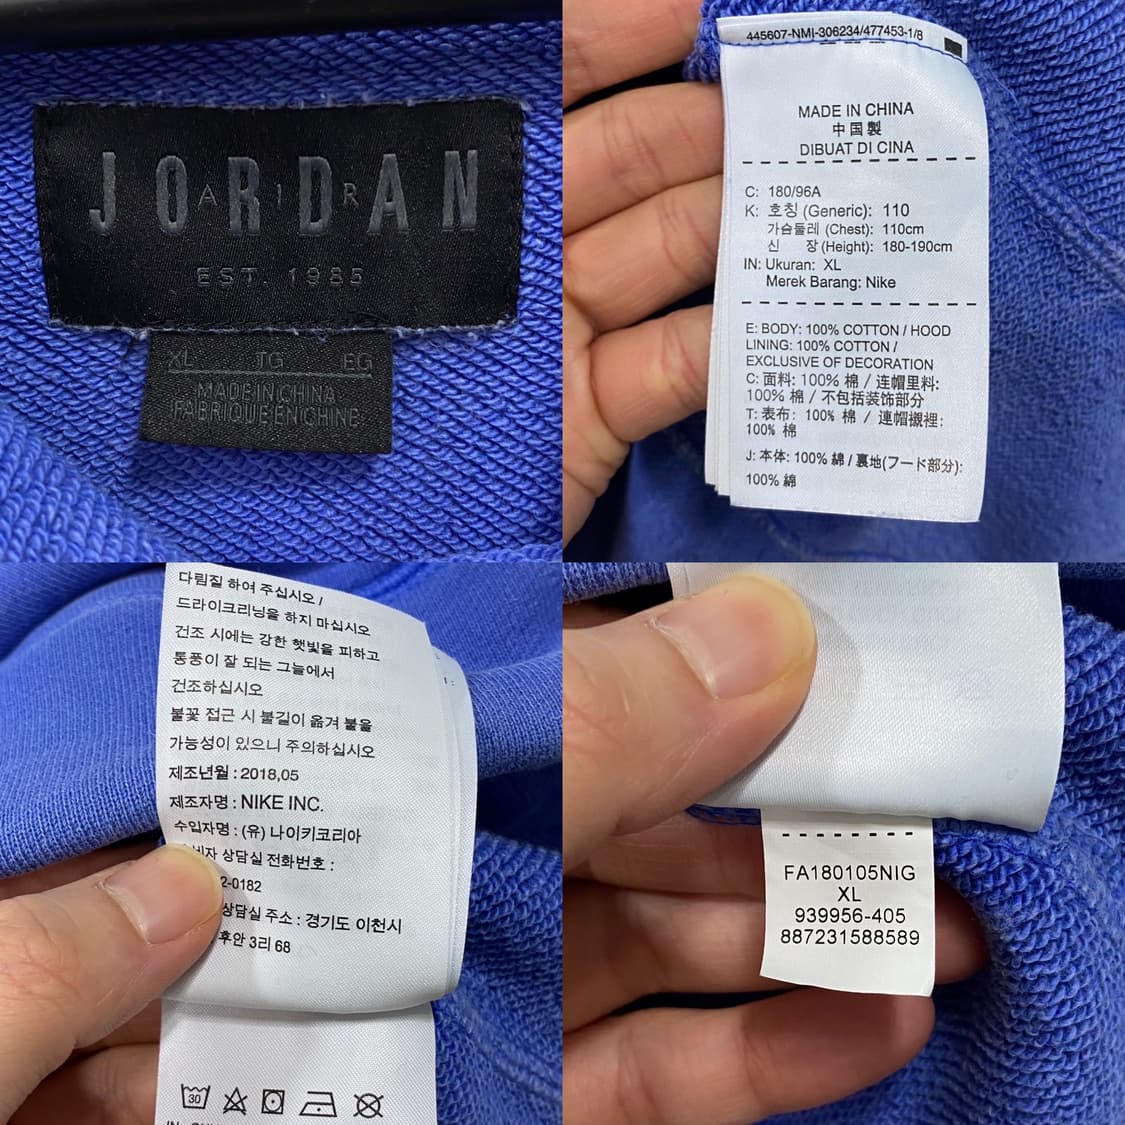 JORDAN
AIR
EST. 1985
XL TG EG
MADE IN CHINA
FABRIQUE EN CHINE
445607-NMI-306234/477453-1/8
MADE IN CHINA
中国製
DIBUAT DI CINA
C: 180/96A
K: 호칭 (Generic): 110
가슴둘레 (Chest): 110cm
신 장 (Height): 180-190cm
IN: Ukuran: XL
Merek Barang: Nike
E: BODY: 100% COTTON / HOOD
LINING: 100% COTTON /
EXCLUSIVE OF DECORATION
C: 面料: 100% 棉 / 连帽里料:
100% 棉 / 不包括装饰部分
T: 表布: 100% 棉 / 連帽襯裡:
100% 棉
J: 本体: 100% 綿 / 裏地(フード部分):
100% 綿
다림질 하여 주십시오 /
드라이크리닝을 하지 마십시오
건조 시에는 강한 햇빛을 피하고
통풍이 잘 되는 그늘에서
건조하십시오
불꽃 접근 시 불길이 옮겨 붙을
가능성이 있으니 주의하십시오
제조년월 : 2018,05
제조자명 : NIKE INC.
수입자명 : (유) 나이키코리아
상담실 전화번호 :
2-0182
상담실 주소 : 경기도 이천시
후안 3리 68
30
FA180105NIG
XL
939956-405
887231588589